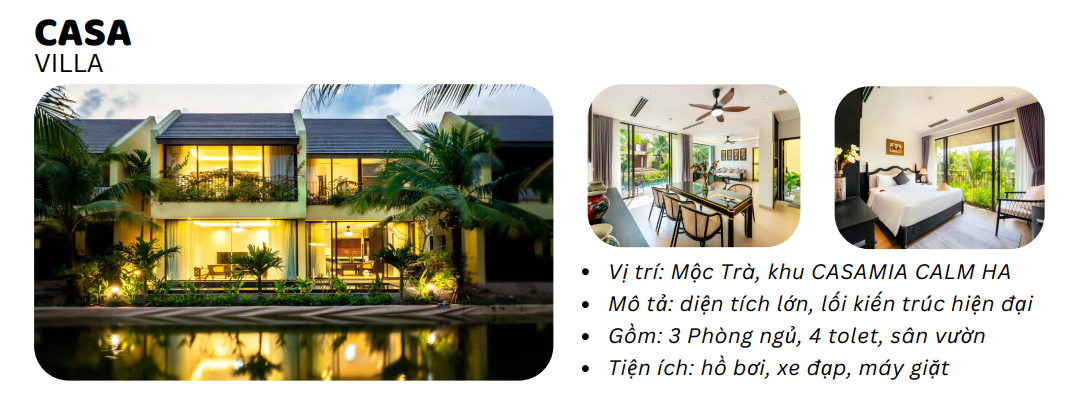 CASA
VILLA
• Vị trí: Mộc Trà, khu CASAMIA CALM HA
• Mô tả: diện tích lớn, lối kiến trúc hiện đại
• Gồm: 3 Phòng ngủ, 4 tolet, sân vườn
• Tiện ích: hồ bơi, xe đạp, máy giặt